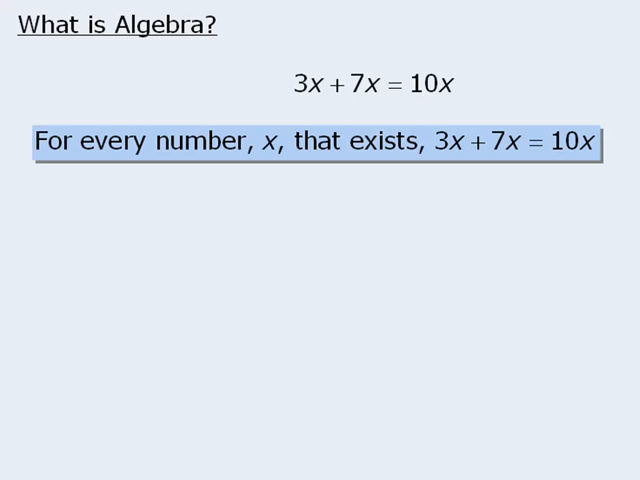 What is Algebra?
3x + 7x = 10x
For every number, x, that exists, 3x + 7x = 10x